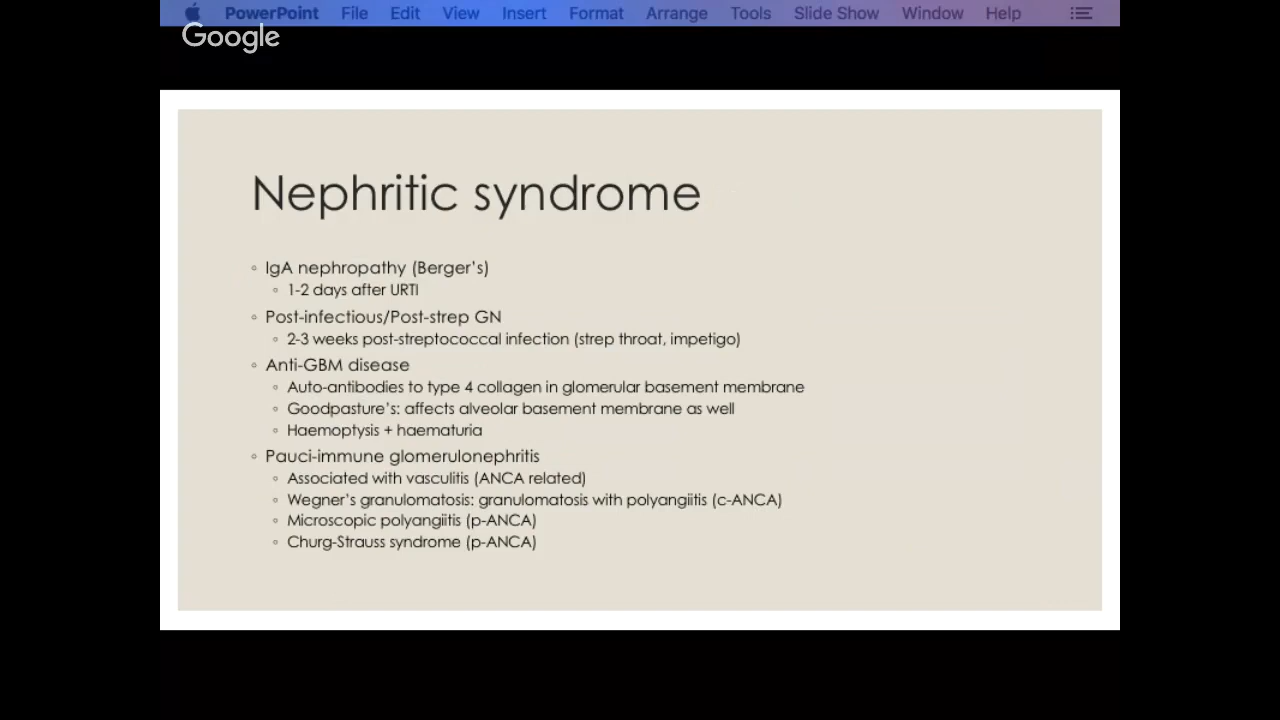 PowerPoint File Edit View Insert Format Arrange Tools Slide Show Window Help
Google
Nephritic syndrome
◦ IgA nephropathy (Berger's)
◦ 1-2 days after URTI
◦ Post-infectious/Post-strep GN
◦ 2-3 weeks post-streptococcal infection (strep throat, impetigo)
◦ Anti-GBM disease
◦ Auto-antibodies to type 4 collagen in glomerular basement membrane
◦ Goodpasture's: affects alveolar basement membrane as well
◦ Haemoptysis + haematuria
◦ Pauci-immune glomerulonephritis
◦ Associated with vasculitis (ANCA related)
◦ Wegner's granulomatosis: granulomatosis with polyangiitis (c-ANCA)
◦ Microscopic polyangiitis (p-ANCA)
◦ Churg-Strauss syndrome (p-ANCA)